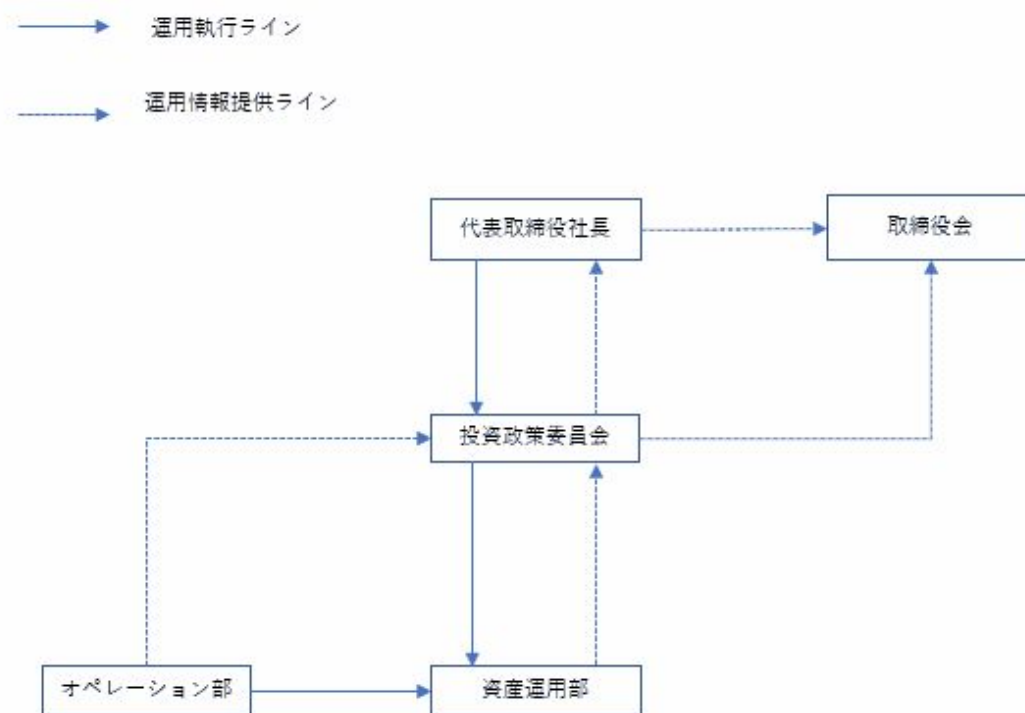 運用執行ライン
運用情報提供ライン
代表取締役社長
取締役会
投資政策委員会
オペレーション部
資産運用部